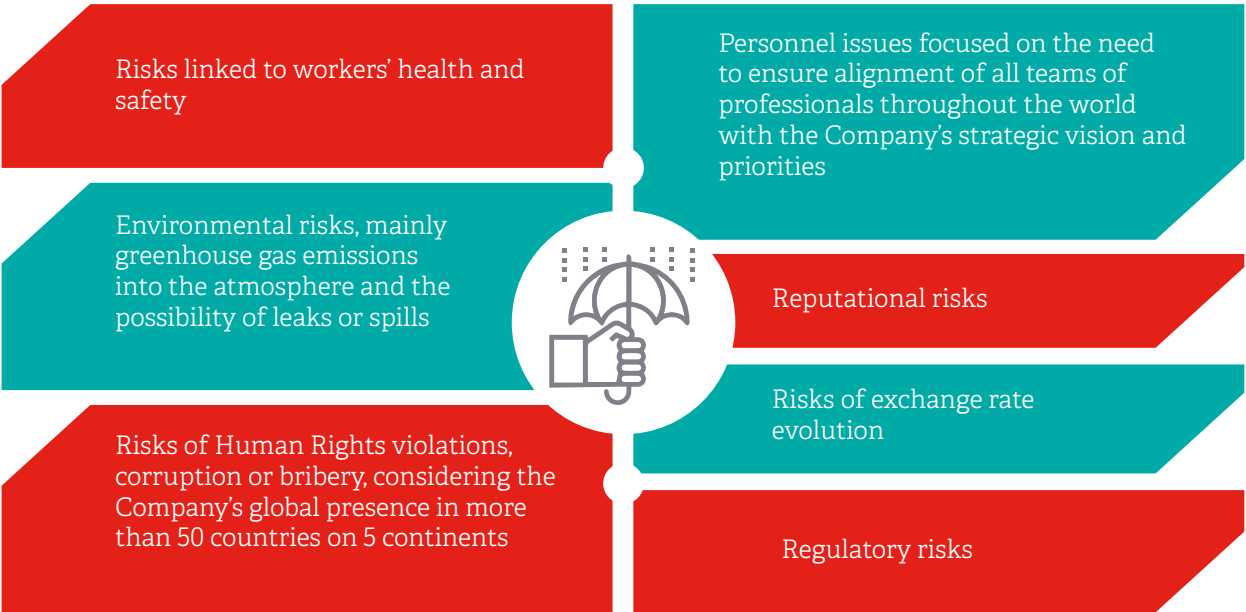 Risks linked to workers’ health and
safety
Environmental risks, mainly
greenhouse gas emissions
into the atmosphere and the
possibility of leaks or spills
Risks of Human Rights violations,
corruption or bribery, considering the
Company’s global presence in more
than 50 countries on 5 continents
Personnel issues focused on the need
to ensure alignment of all teams of
professionals throughout the world
with the Company’s strategic vision and
priorities
Reputational risks
Risks of exchange rate
evolution
Regulatory risks